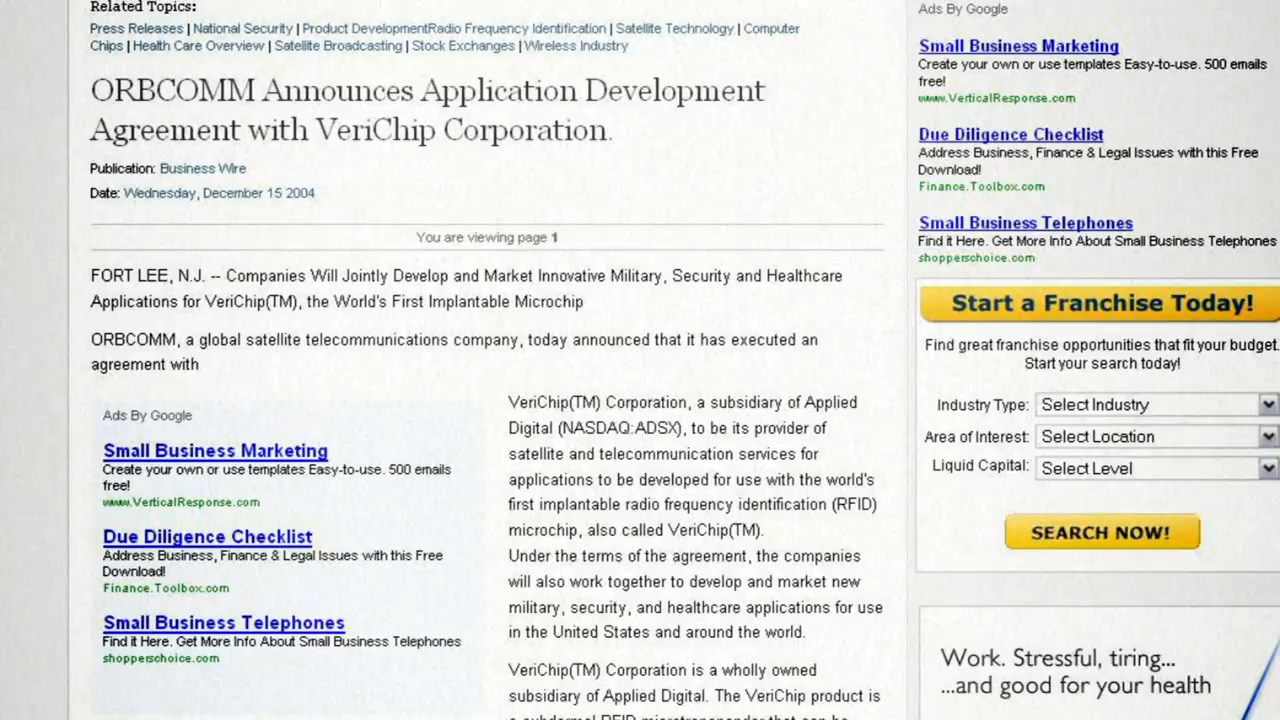 Related Topics:
Press Releases | National Security | Product DevelopmentRadio Frequency Identification | Satellite Technology | Computer
Chips | Health Care Overview | Satellite Broadcasting | Stock Exchanges | Wireless Industry
ORBCOMM Announces Application Development
Agreement with VeriChip Corporation.
Publication: Business Wire
Date: Wednesday, December 15 2004
You are viewing page 1
FORT LEE, N.J. -- Companies Will Jointly Develop and Market Innovative Military, Security and Healthcare
Applications for VeriChip(TM), the World's First Implantable Microchip
ORBCOMM, a global satellite telecommunications company, today announced that it has executed an
agreement with
Ads By Google
Small Business Marketing
Create your own or use templates Easy-to-use. 500 emails
free!
www.VerticalResponse.com
Due Diligence Checklist
Address Business, Finance & Legal Issues with this Free
Download!
Finance.Toolbox.com
Small Business Telephones
Find it Here. Get More Info About Small Business Telephones
shopperschoice.com
VeriChip(TM) Corporation, a subsidiary of Applied
Digital (NASDAQ:ADSX), to be its provider of
satellite and telecommunication services for
applications to be developed for use with the world's
first implantable radio frequency identification (RFID)
microchip, also called VeriChip(TM).
Under the terms of the agreement, the companies
will also work together to develop and market new
military, security, and healthcare applications for use
in the United States and around the world.
VeriChip(TM) Corporation is a wholly owned
subsidiary of Applied Digital. The VeriChip product is
Ads By Google
Small Business Marketing
Create your own or use templates Easy-to-use. 500 emails
free!
www.VerticalResponse.com
Due Diligence Checklist
Address Business, Finance & Legal Issues with this Free
Download!
Finance.Toolbox.com
Small Business Telephones
Find it Here. Get More Info About Small Business Telephones
shopperschoice.com
Start a Franchise Today!
Find great franchise opportunities that fit your budget.
Start your search today!
Industry Type: Select Industry
Area of Interest: Select Location
Liquid Capital: Select Level
SEARCH NOW!
Work. Stressful, tiring...
...and good for your health